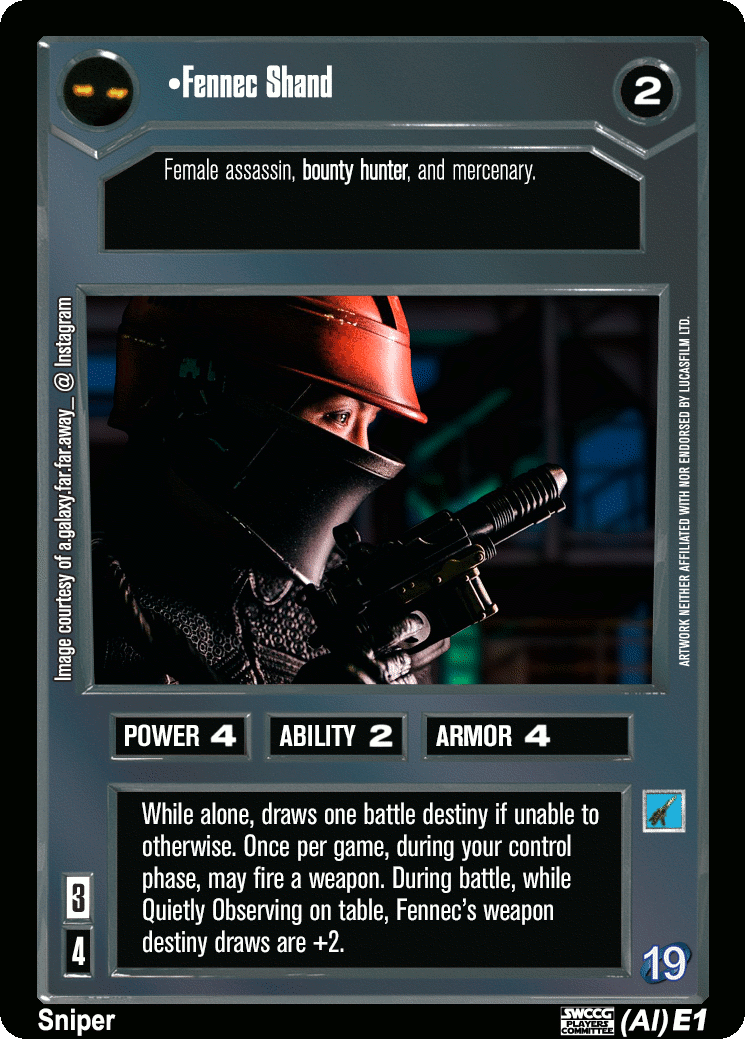 •Fennec Shand
2
Female assassin, bounty hunter, and mercenary.
Image courtesy of a.galaxy.far.far.away_ @ Instagram
ARTWORK NEITHER AFFILIATED WITH NOR ENDORSED BY LUCASFILM LTD.
POWER 4
ABILITY 2
ARMOR 4
While alone, draws one battle destiny if unable to
otherwise. Once per game, during your control
phase, may fire a weapon. During battle, while
Quietly Observing on table, Fennec's weapon
destiny draws are +2.
3
4
19
Sniper
SWCCG
PLAYERS
COMMITTEE
(AI) E1